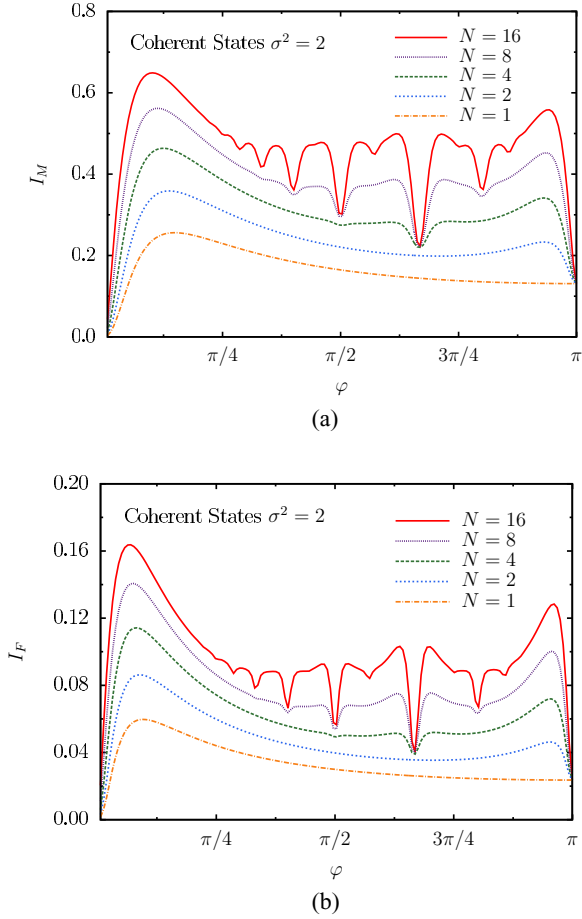 0.8
Coherent States σ² = 2
N = 16
N = 8
N = 4
N = 2
N = 1
0.6
0.4
0.2
0.0
I_M
π/4
π/2
3π/4
π
φ
(a)
0.20
Coherent States σ² = 2
N = 16
N = 8
N = 4
N = 2
N = 1
0.16
0.12
0.08
0.04
0.00
I_F
π/4
π/2
3π/4
π
φ
(b)